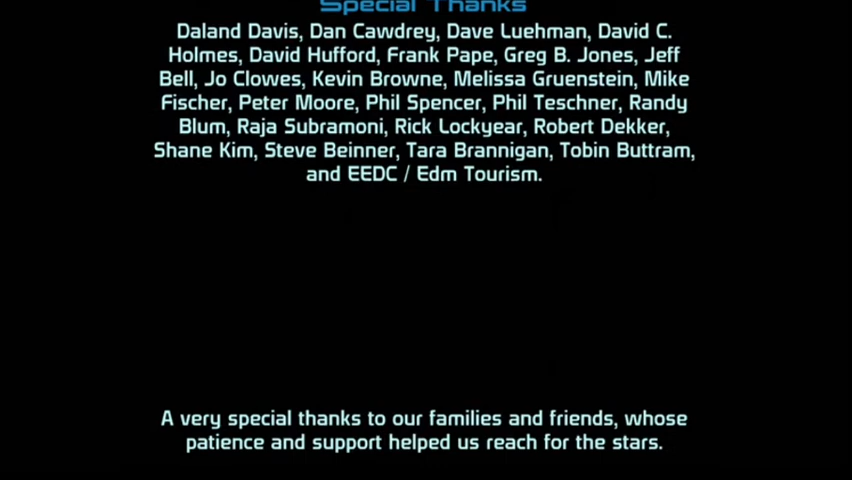 Special Thanks
Daland Davis, Dan Cawdrey, Dave Luehman, David C.
Holmes, David Hufford, Frank Pape, Greg B. Jones, Jeff
Bell, Jo Clowes, Kevin Browne, Melissa Gruenstein, Mike
Fischer, Peter Moore, Phil Spencer, Phil Teschner, Randy
Blum, Raja Subramoni, Rick Lockyear, Robert Dekker,
Shane Kim, Steve Beinner, Tara Brannigan, Tobin Buttram,
and EEDC / Edm Tourism.
A very special thanks to our families and friends, whose
patience and support helped us reach for the stars.